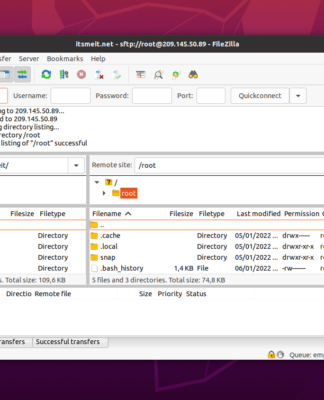 itsmeit.net - sftp://root@209.145.50.89 - FileZilla
sfer Server Bookmarks Help
Username: Password: Port: Quickconnect
ng to 209.145.50.89...
d to 209.145.50.89
g directory listing...
rectory /root
listing of "/root" successful
eit/ Remote site: /root
/
root
Filesize Filetype Filename Filesize Filetype Last modified Permission
..
Directory .cache Directory 05/01/2022 ... drwx------
Directory .local Directory 05/01/2022 ... drwxr-xr-x
Directory snap Directory 05/01/2022 ... drwxr-xr-x
Directory .bash_history 1,4 KB File 06/01/2022 ... -rw-------
s. Total size: 109,6 KB 5 files and 3 directories. Total size: 74,8 KB
Directio Remote file Size Priority Status
ansfers Successful transfers
Queue: em